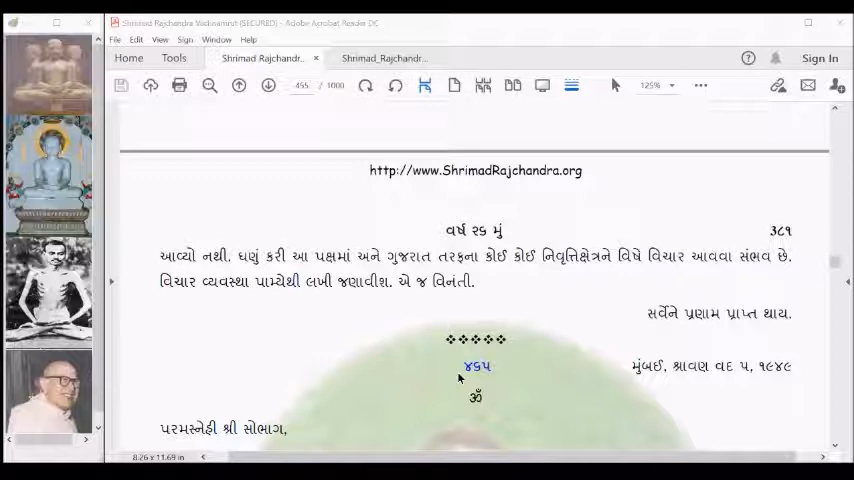 Shrimad Rajchandra Vachnamrut (SECURED) - Adobe Acrobat Reader DC
File Edit View Sign Window Help
Home Tools Shrimad Rajchandr... × Shrimad_Rajchandr... Sign In
455 / 1000 125%
http://www.ShrimadRajchandra.org
વર્ષ ૨૬ મું ૩૮૧
આવ્યો નથી. ઘણું કરી આ પક્ષમાં અને ગુજરાત તરફના કોઈ કોઈ નિવૃત્તિક્ષેત્રને વિષે વિચાર આવવા સંભવ છે.
વિચાર વ્યવસ્થા પામ્યેથી લખી જણાવીશ. એ જ વિનંતી.
સર્વેને પ્રણામ પ્રાપ્ત થાય.
૪૬૫ મુંબઈ, શ્રાવણ વદ ૫, ૧૯૪૯
ૐ
પરમસ્નેહી શ્રી સોભાગ,
8.26 x 11.69 in